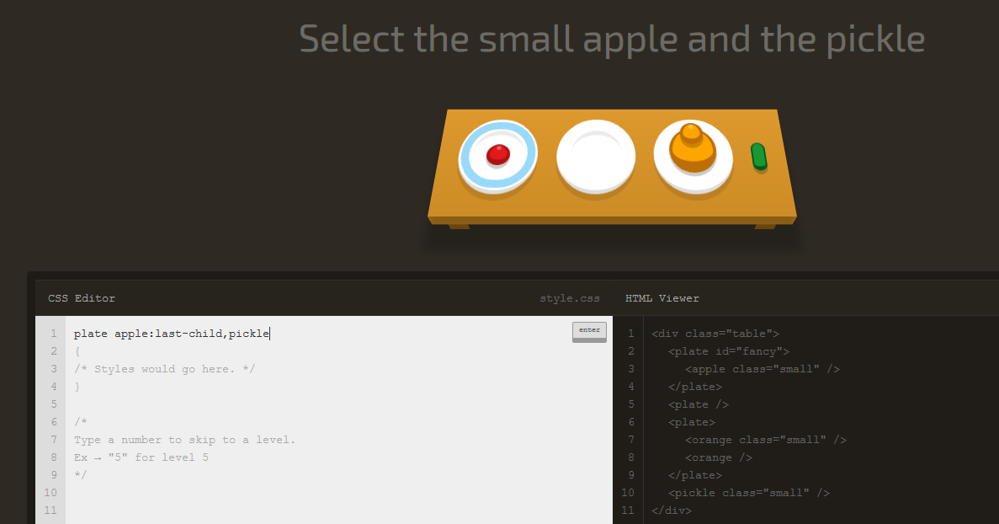 Select the small apple and the pickle
CSS Editor
style.css
1 plate apple:last-child,pickle
enter
2 {
3 /* Styles would go here. */
4 }
5
6 /*
7 Type a number to skip to a level.
8 Ex → "5" for level 5
9 */
10
11
HTML Viewer
1 <div class="table">
2 <plate id="fancy">
3 <apple class="small" />
4 </plate>
5 <plate />
6 <plate>
7 <orange class="small" />
8 <orange />
9 </plate>
10 <pickle class="small" />
11 </div>